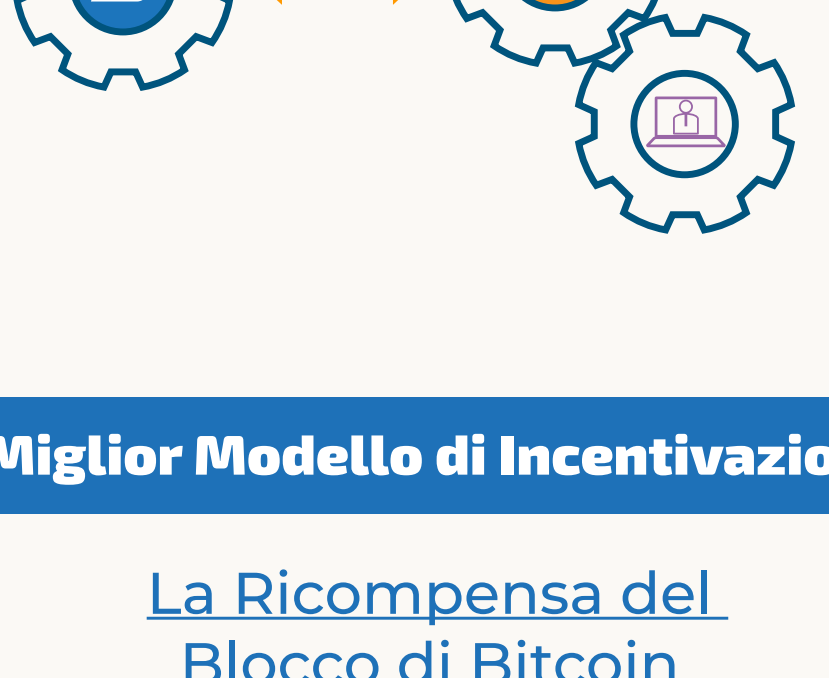 Miglior Modello di Incentivazio
La Ricompensa del
Blocco di Bitcoin